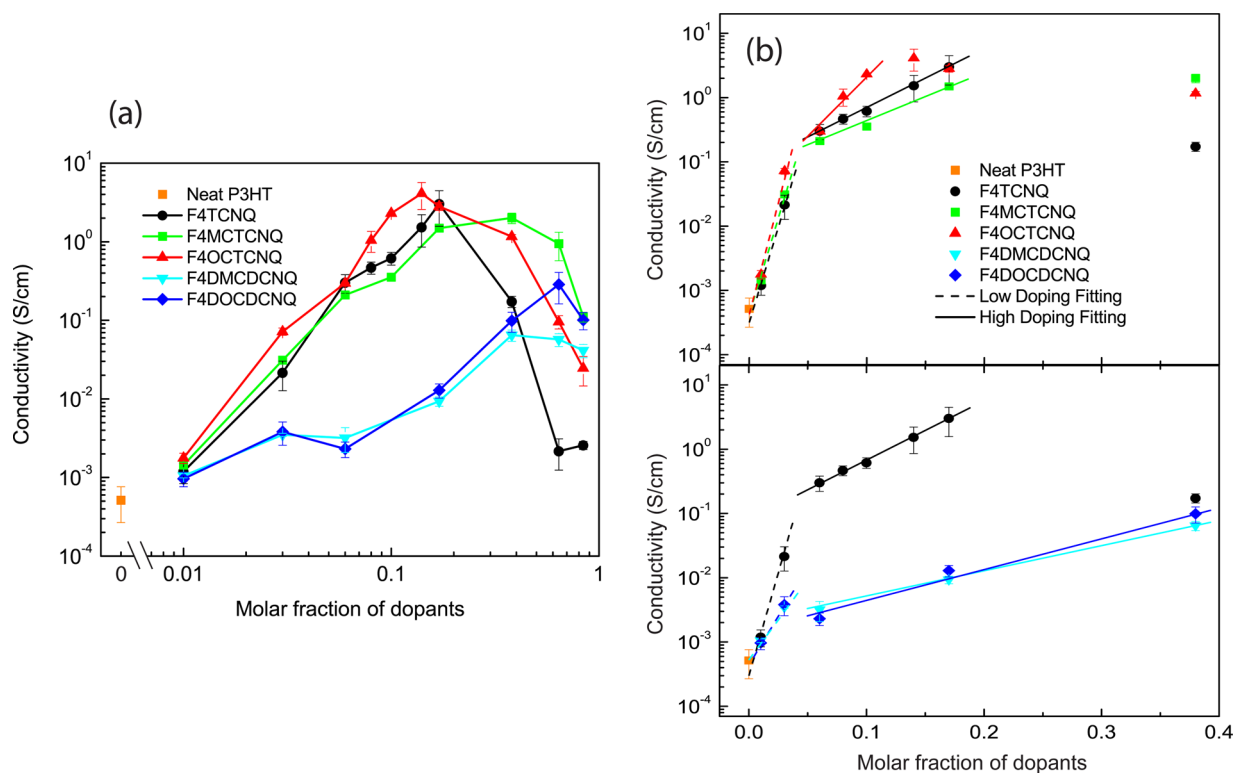 (a)
Conductivity (S/cm)
10^1
10^0
10^-1
10^-2
10^-3
10^-4
Neat P3HT
F4TCNQ
F4MCTCNQ
F4OCTCNQ
F4DMCDCNQ
F4DOCDCNQ
0 0.01 0.1 1
Molar fraction of dopants
(b)
Conductivity (S/cm)
10^1
10^0
10^-1
10^-2
10^-3
10^-4
Neat P3HT
F4TCNQ
F4MCTCNQ
F4OCTCNQ
F4DMCDCNQ
F4DOCDCNQ
Low Doping Fitting
High Doping Fitting
Conductivity (S/cm)
10^1
10^0
10^-1
10^-2
10^-3
10^-4
0.0 0.1 0.2 0.3 0.4
Molar fraction of dopants